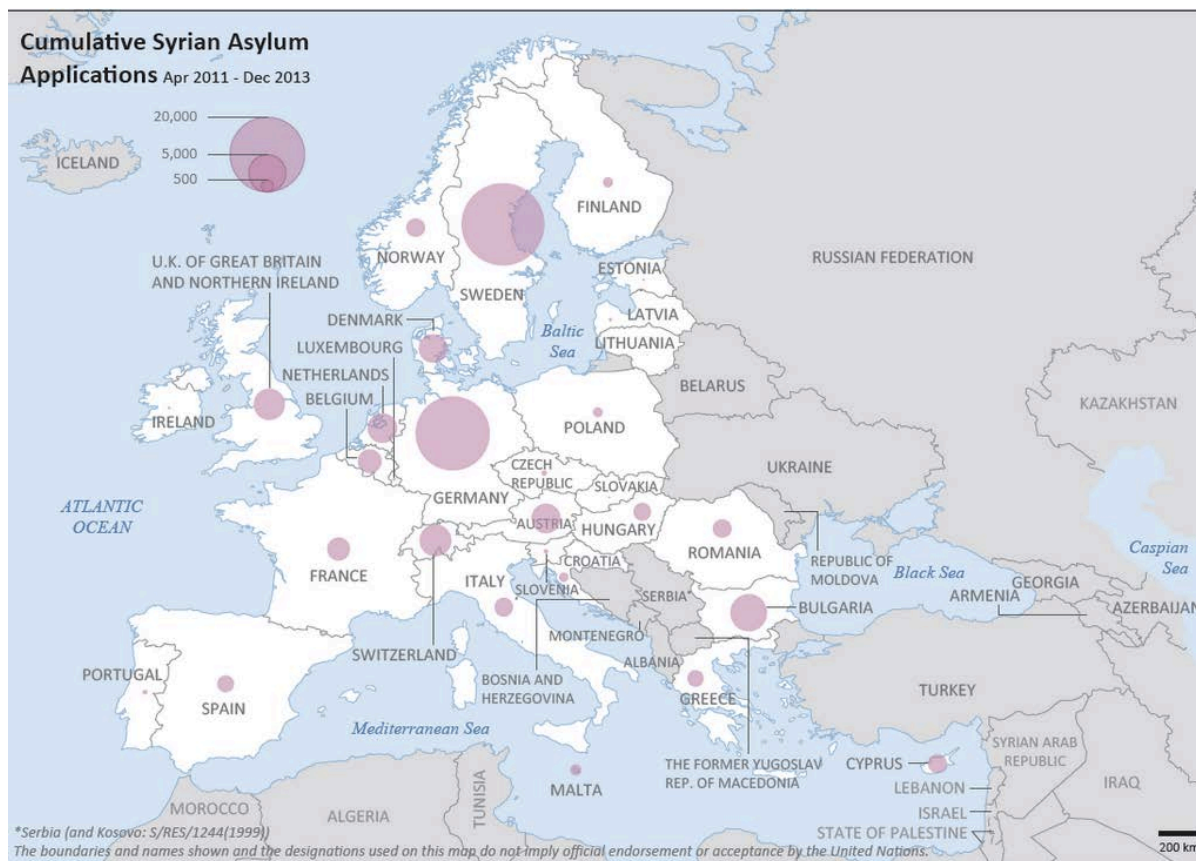 Cumulative Syrian Asylum
Applications Apr 2011 - Dec 2013
20,000
5,000
500
ICELAND
FINLAND
NORWAY
RUSSIAN FEDERATION
U.K. OF GREAT BRITAIN
AND NORTHERN IRELAND
ESTONIA
SWEDEN
LATVIA
DENMARK
Baltic
Sea
LITHUANIA
LUXEMBOURG
NETHERLANDS
BELGIUM
BELARUS
KAZAKHSTAN
IRELAND
POLAND
UKRAINE
CZECH
REPUBLIC
SLOVAKIA
GERMANY
ATLANTIC
OCEAN
AUSTRIA
HUNGARY
ROMANIA
REPUBLIC OF
MOLDOVA
Caspian
Sea
FRANCE
ITALY
CROATIA
SLOVENIA
SERBIA
Black Sea
GEORGIA
ARMENIA
AZERBAIJAN
BULGARIA
MONTENEGRO
SWITZERLAND
ALBANIA
PORTUGAL
BOSNIA AND
HERZEGOVINA
SPAIN
GREECE
TURKEY
Mediterranean Sea
THE FORMER YUGOSLAV
REP. OF MACEDONIA
CYPRUS
SYRIAN ARAB
REPUBLIC
MALTA
LEBANON
IRAQ
MOROCCO
ALGERIA
TUNISIA
ISRAEL
STATE OF PALESTINE
*Serbia (and Kosovo: S/RES/1244(1999))
The boundaries and names shown and the designations used on this map do not imply official endorsement or acceptance by the United Nations.
200 km